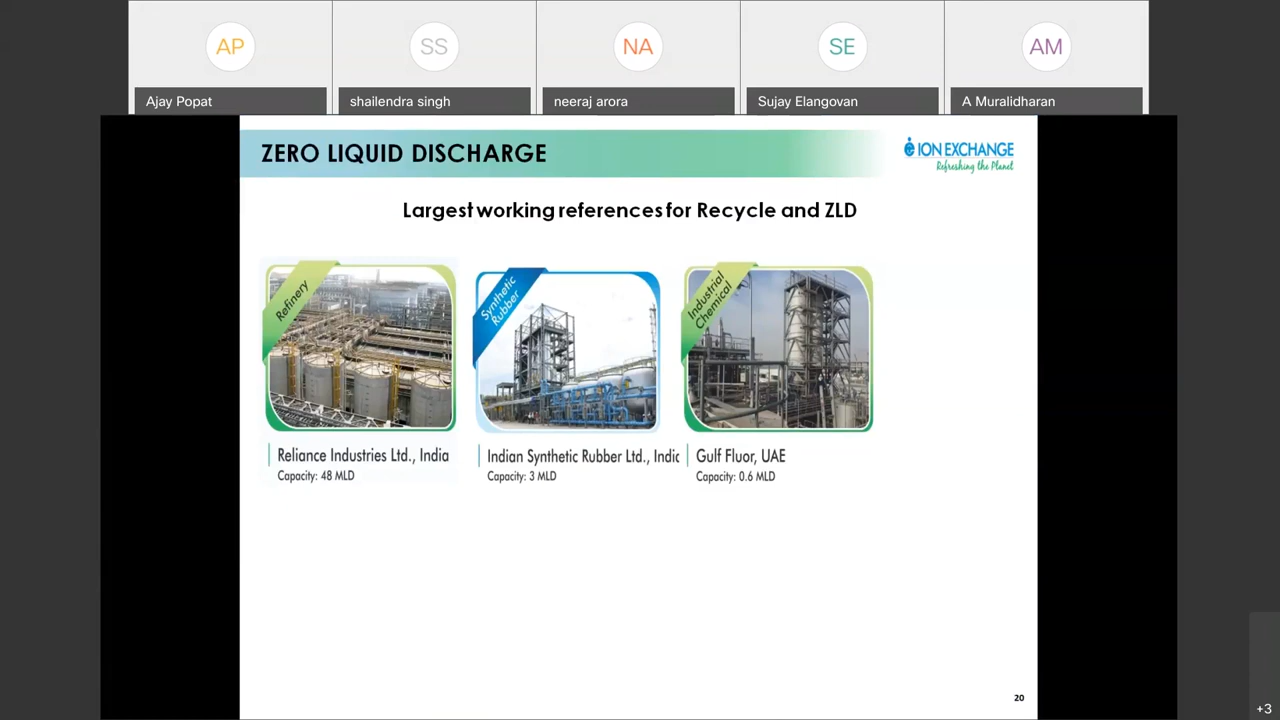 AP
SS
NA
SE
AM
Ajay Popat
shailendra singh
neeraj arora
Sujay Elangovan
A Muralidharan
ZERO LIQUID DISCHARGE
ION EXCHANGE
Refreshing the Planet
Largest working references for Recycle and ZLD
Refinery
Synthetic
Rubber
Industrial
Chemical
Reliance Industries Ltd., India
Capacity: 48 MLD
Indian Synthetic Rubber Ltd., Indic
Capacity: 3 MLD
Gulf Fluor, UAE
Capacity: 0.6 MLD
20
+3